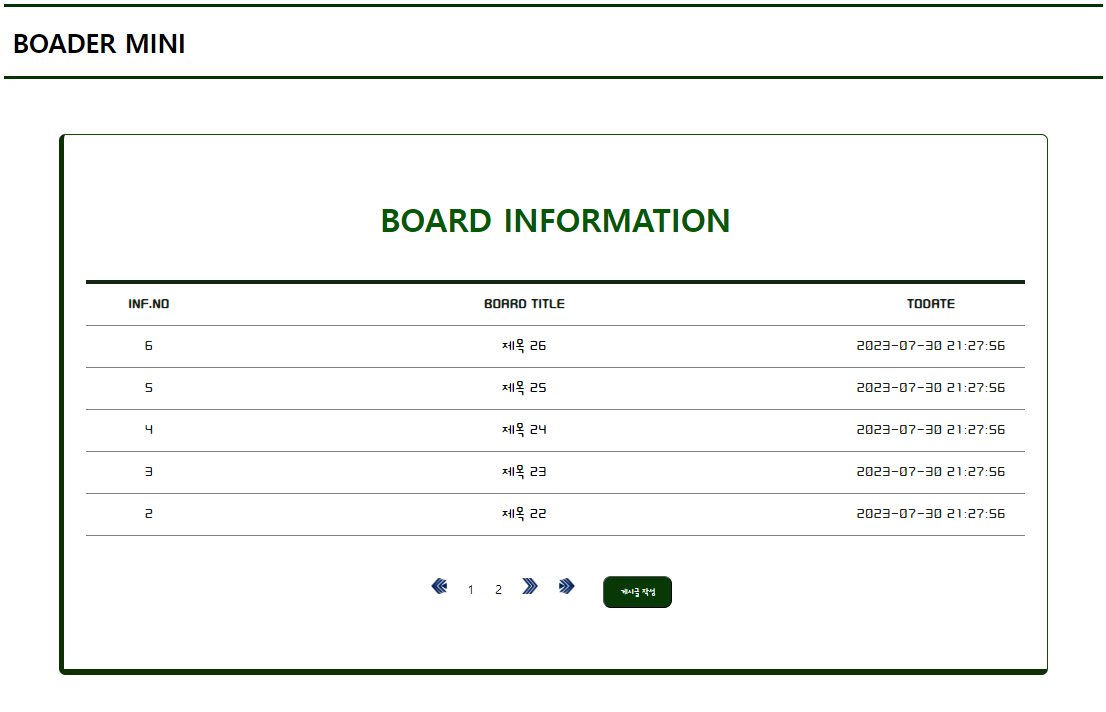 BOADER MINI
BOARD INFORMATION
INF.NO BOARD TITLE TODATE
6 제목 26 2023-07-30 21:27:56
5 제목 25 2023-07-30 21:27:56
4 제목 24 2023-07-30 21:27:56
3 제목 23 2023-07-30 21:27:56
2 제목 22 2023-07-30 21:27:56
1 2 게시글 작성